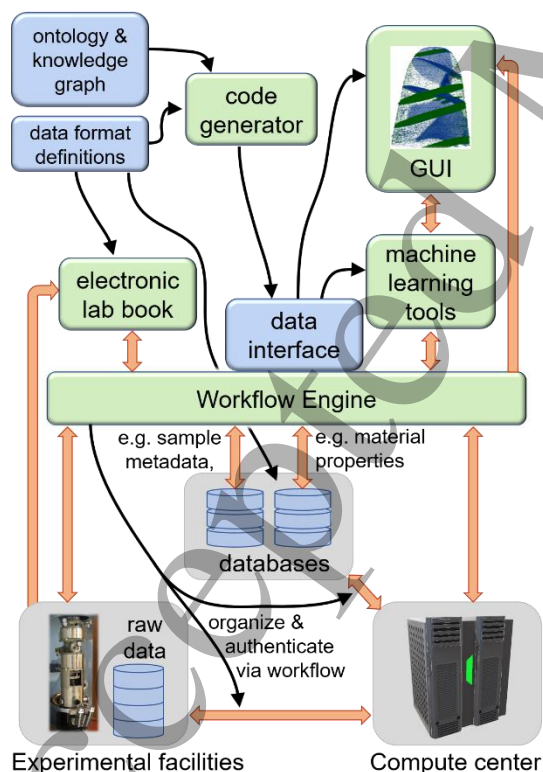 ontology &
knowledge
graph
code
generator
GUI
data format
definitions
electronic
lab book
data
interface
machine
learning
tools
Workflow Engine
e.g. sample
metadata,
e.g. material
properties
databases
raw
data
organize &
authenticate
via workflow
Experimental facilities
Compute center
cepted M